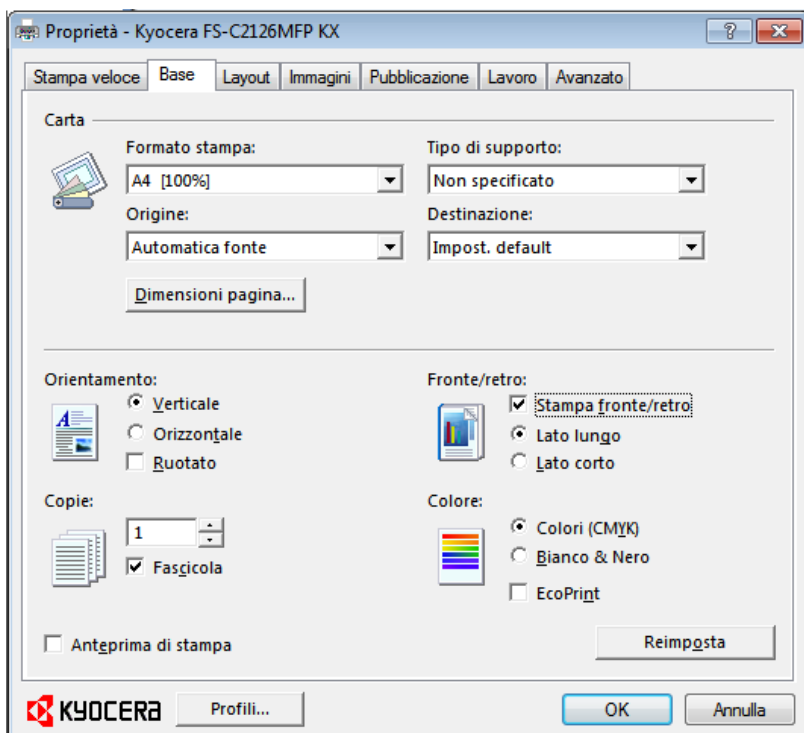 Proprietà - Kyocera FS-C2126MFP KX
Stampa veloce Base Layout Immagini Pubblicazione Lavoro Avanzato
Carta
Formato stampa: Tipo di supporto:
A4 [100%] Non specificato
Origine: Destinazione:
Automatica fonte Impost. default
Dimensioni pagina...
Orientamento: Fronte/retro:
Verticale Stampa fronte/retro
Orizzontale Lato lungo
Ruotato Lato corto
Copie: Colore:
1 Colori (CMYK)
Fascicola Bianco & Nero
EcoPrint
Anteprima di stampa Reimposta
KYOCERA Profili... OK Annulla